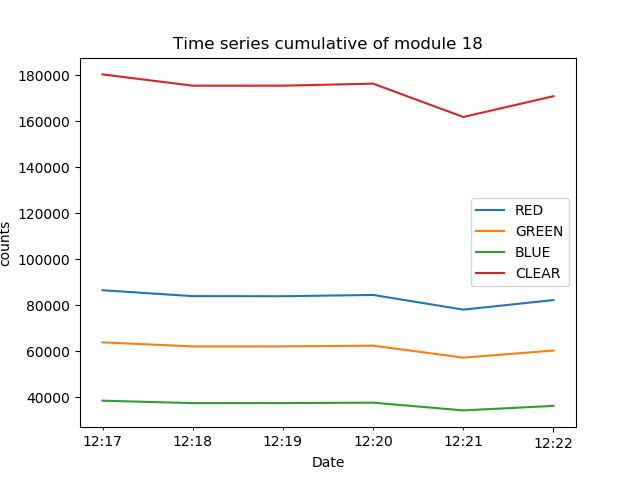 Time series cumulative of module 18
180000
160000
140000
120000
100000
80000
60000
40000
counts
RED
GREEN
BLUE
CLEAR
12:17 12:18 12:19 12:20 12:21 12:22
Date